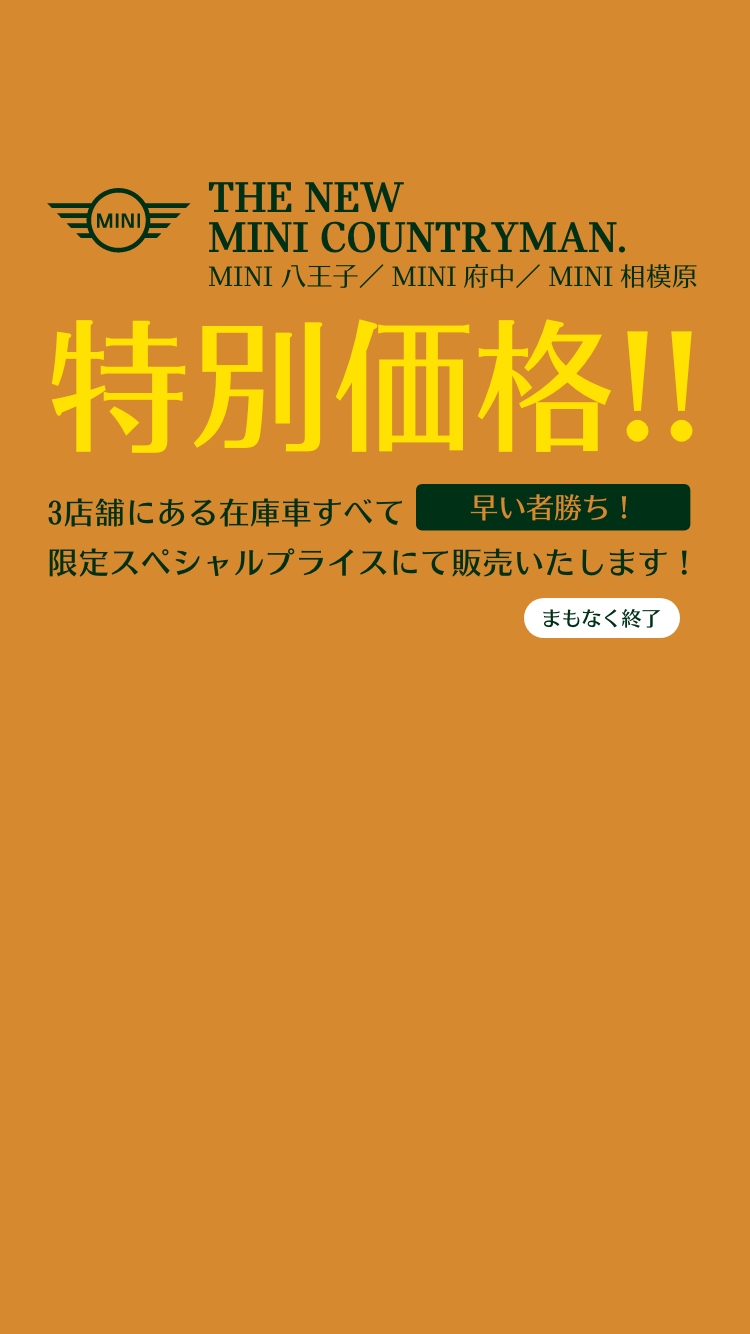 MINI
THE NEW
MINI COUNTRYMAN.
MINI 八王子／MINI 府中／MINI 相模原
特別価格!!
3店舗にある在庫車すべて
早い者勝ち！
限定スペシャルプライスにて販売いたします！
まもなく終了